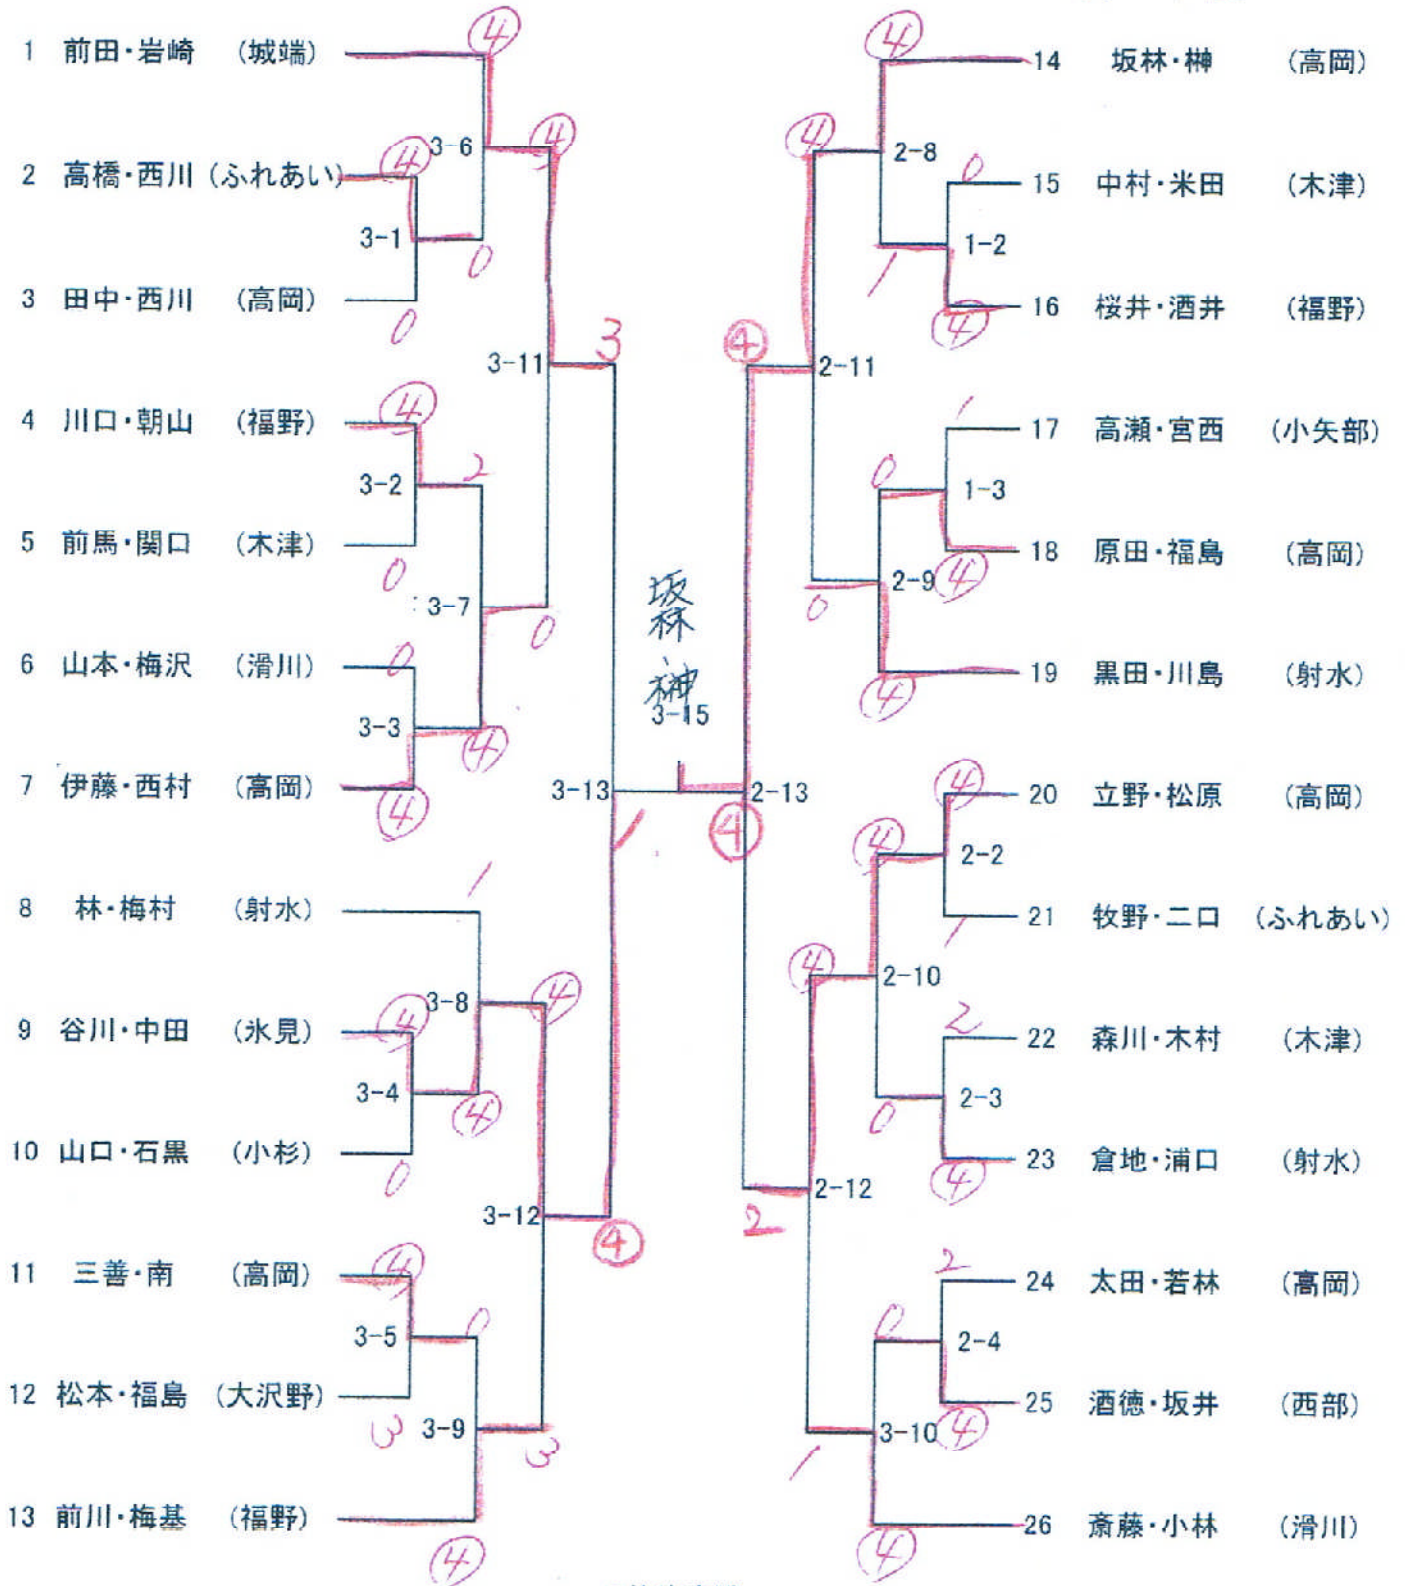 ④
④
1 前田・岩崎 (城端)
14 坂林・榊 (高岡)
④
④
3-6
2-8
④
0
2 高橋・西川 (ふれあい)
15 中村・米田 (木津)
3-1
1-2
0
1
3 田中・西川 (高岡)
16 桜井・酒井 (福野)
0
④
3
④
3-11
2-11
④
1
4 川口・朝山 (福野)
17 高瀬・宮西 (小矢部)
2
0
3-2
1-3
5 前馬・関口 (木津)
18 原田・福島 (高岡)
0
④
坂林
榊
3-7
2-9
0
0
0
6 山本・梅沢 (滑川)
19 黒田・川島 (射水)
④
3-15
3-3
④
7 伊藤・西村 (高岡)
20 立野・松原 (高岡)
④
④
3-13
2-13
1
④
④
2-2
1
8 林・梅村 (射水)
21 牧野・二口 (ふれあい)
1
④
④
3-8
2-10
④
2
9 谷川・中田 (氷見)
22 森川・木村 (木津)
3-4
2-3
④
0
10 山口・石黒 (小杉)
23 倉地・浦口 (射水)
0
④
3-12
2-12
④
2
④
2
11 三善・南 (高岡)
24 太田・若林 (高岡)
0
0
3-5
2-4
12 松本・福島 (大沢野)
25 酒徳・坂井 (西部)
3
④
3-9
3-10
3
1
13 前川・梅基 (福野)
26 斎藤・小林 (滑川)
④
④